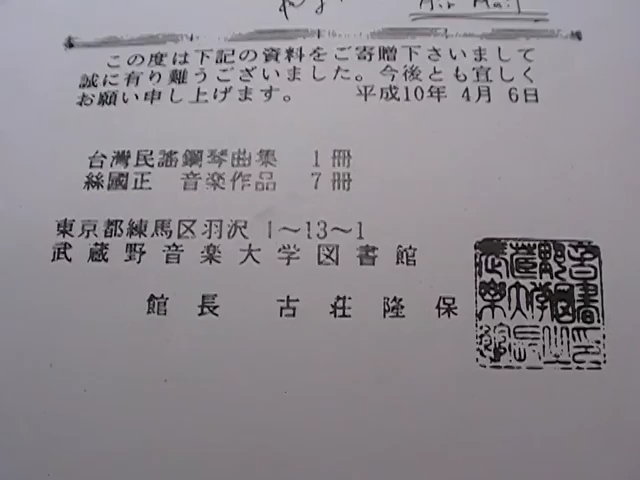 Air Mail
この度は下記の資料をご寄贈下さいまして
誠に有り難うございました。今後とも宜しく
お願い申し上げます。 平成10年 4月 6日
台灣民謡鋼琴曲集 1冊
絲國正 音楽作品 7冊
東京都練馬区羽沢 1～13～1
武蔵野音楽大学図書館
館長 古荘隆保